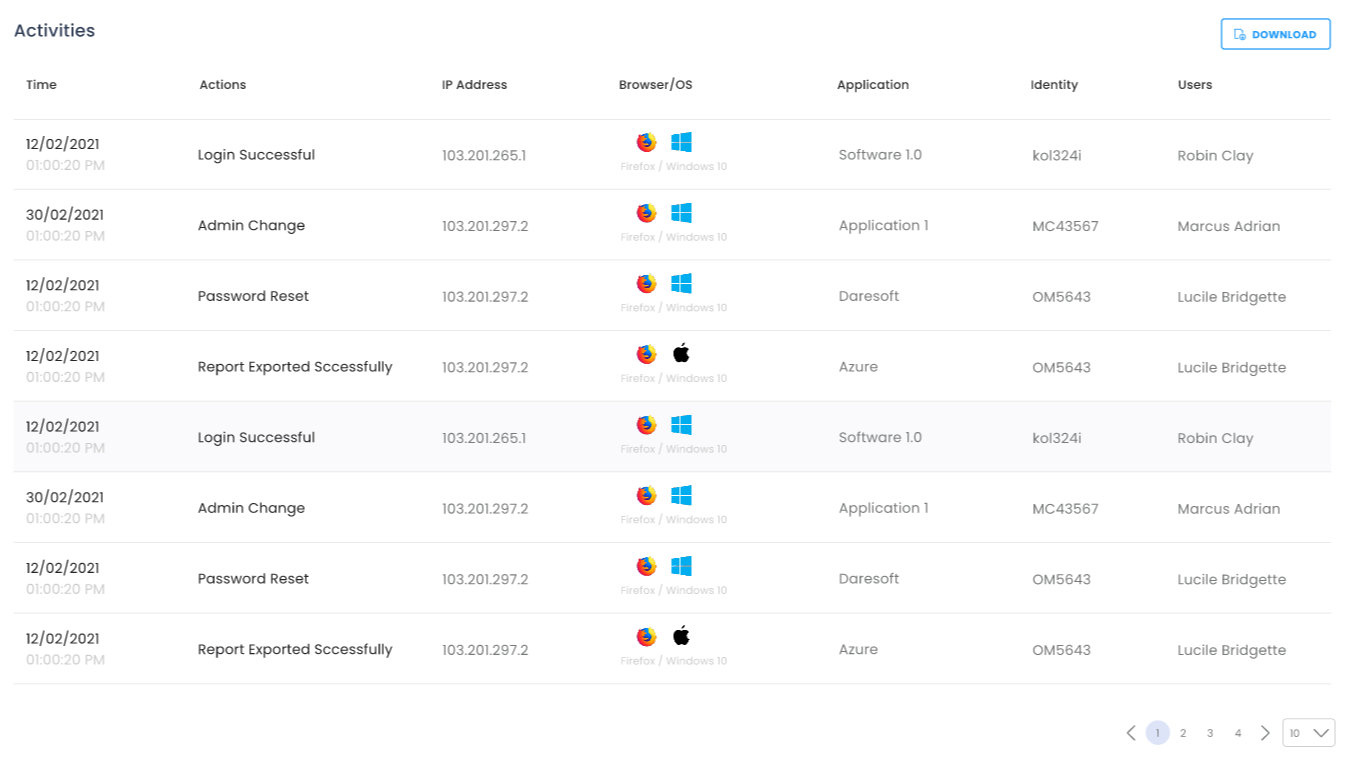 Activities
DOWNLOAD
Time Actions IP Address Browser/OS Application Identity Users
12/02/2021
01:00:20 PM
Login Successful 103.201.265.1 Firefox / Windows 10 Software 1.0 kol324i Robin Clay
30/02/2021
01:00:20 PM
Admin Change 103.201.297.2 Firefox / Windows 10 Application 1 MC43567 Marcus Adrian
12/02/2021
01:00:20 PM
Password Reset 103.201.297.2 Firefox / Windows 10 Daresoft OM5643 Lucile Bridgette
12/02/2021
01:00:20 PM
Report Exported Sccessfully 103.201.297.2 Firefox / Windows 10 Azure OM5643 Lucile Bridgette
12/02/2021
01:00:20 PM
Login Successful 103.201.265.1 Firefox / Windows 10 Software 1.0 kol324i Robin Clay
30/02/2021
01:00:20 PM
Admin Change 103.201.297.2 Firefox / Windows 10 Application 1 MC43567 Marcus Adrian
12/02/2021
01:00:20 PM
Password Reset 103.201.297.2 Firefox / Windows 10 Daresoft OM5643 Lucile Bridgette
12/02/2021
01:00:20 PM
Report Exported Sccessfully 103.201.297.2 Firefox / Windows 10 Azure OM5643 Lucile Bridgette
1 2 3 4 10